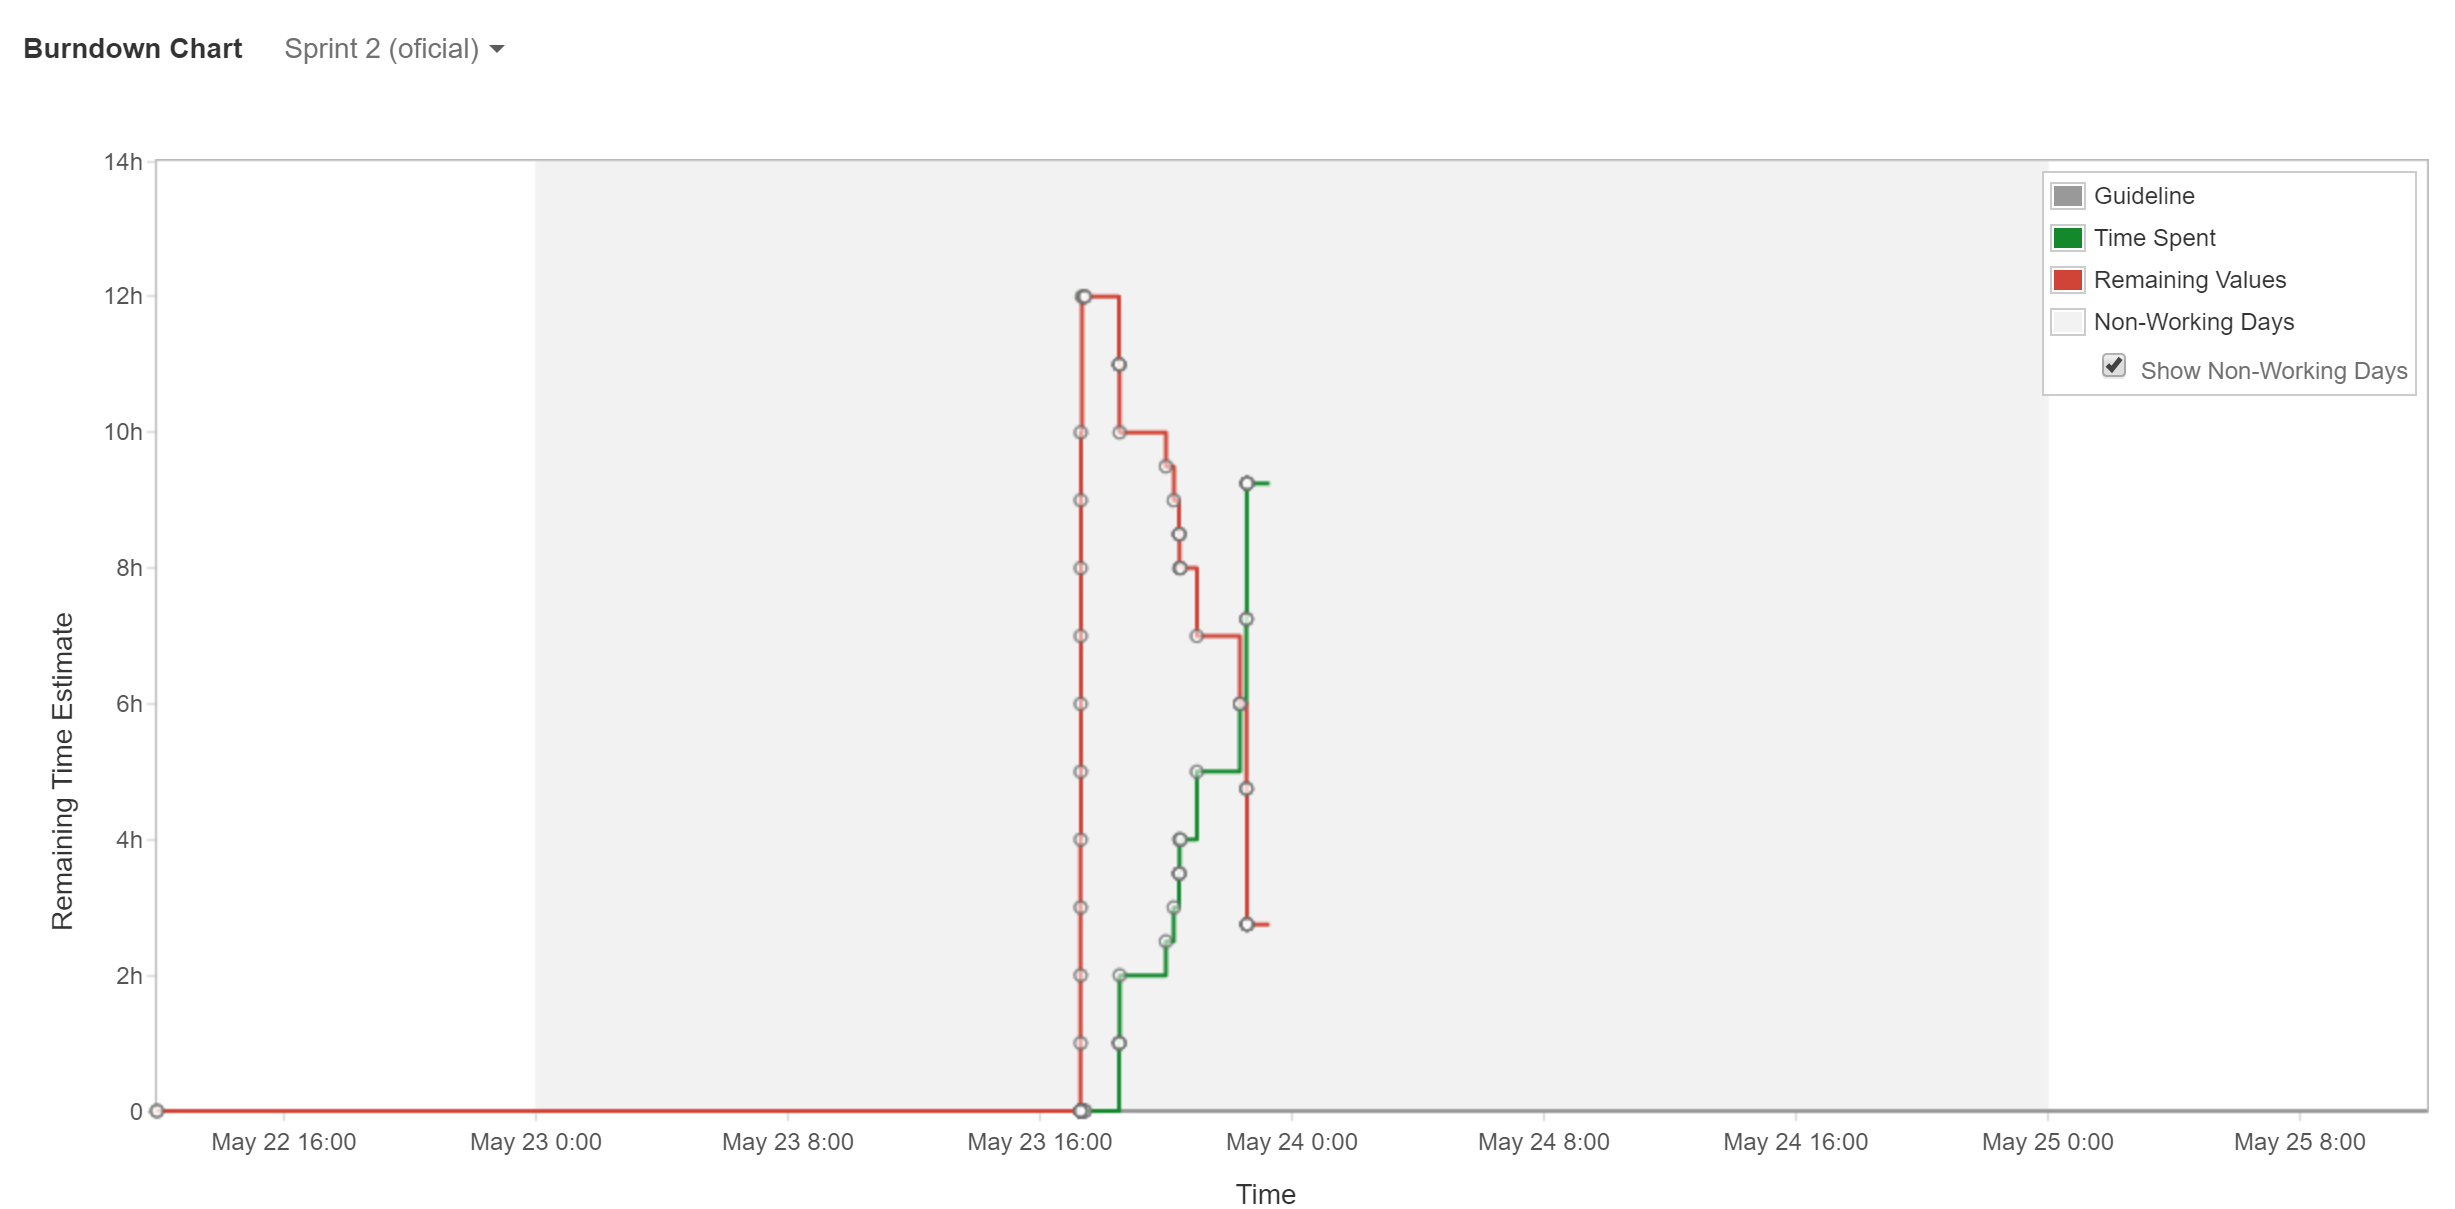 Burndown Chart Sprint 2 (oficial)
14h
12h
10h
8h
6h
4h
2h
0
Remaining Time Estimate
Guideline
Time Spent
Remaining Values
Non-Working Days
Show Non-Working Days
May 22 16:00 May 23 0:00 May 23 8:00 May 23 16:00 May 24 0:00 May 24 8:00 May 24 16:00 May 25 0:00 May 25 8:00
Time